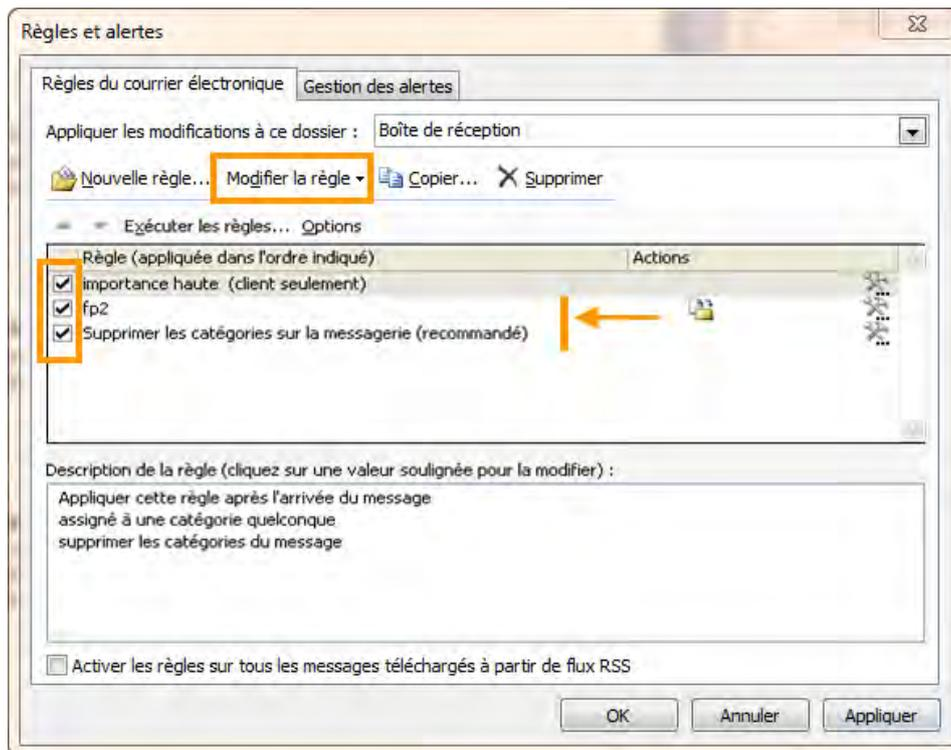 Règles et alertes
Règles du courrier électronique Gestion des alertes
Appliquer les modifications à ce dossier : Boîte de réception
Nouvelle règle... Modifier la règle Copier... Supprimer
Exécuter les règles... Options
Règle (appliquée dans l'ordre indiqué) Actions
importance haute (client seulement)
fp2
Supprimer les catégories sur la messagerie (recommandé)
Description de la règle (cliquez sur une valeur soulignée pour la modifier) :
Appliquer cette règle après l'arrivée du message
assigné à une catégorie quelconque
supprimer les catégories du message
Activer les règles sur tous les messages téléchargés à partir de flux RSS
OK Annuler Appliquer